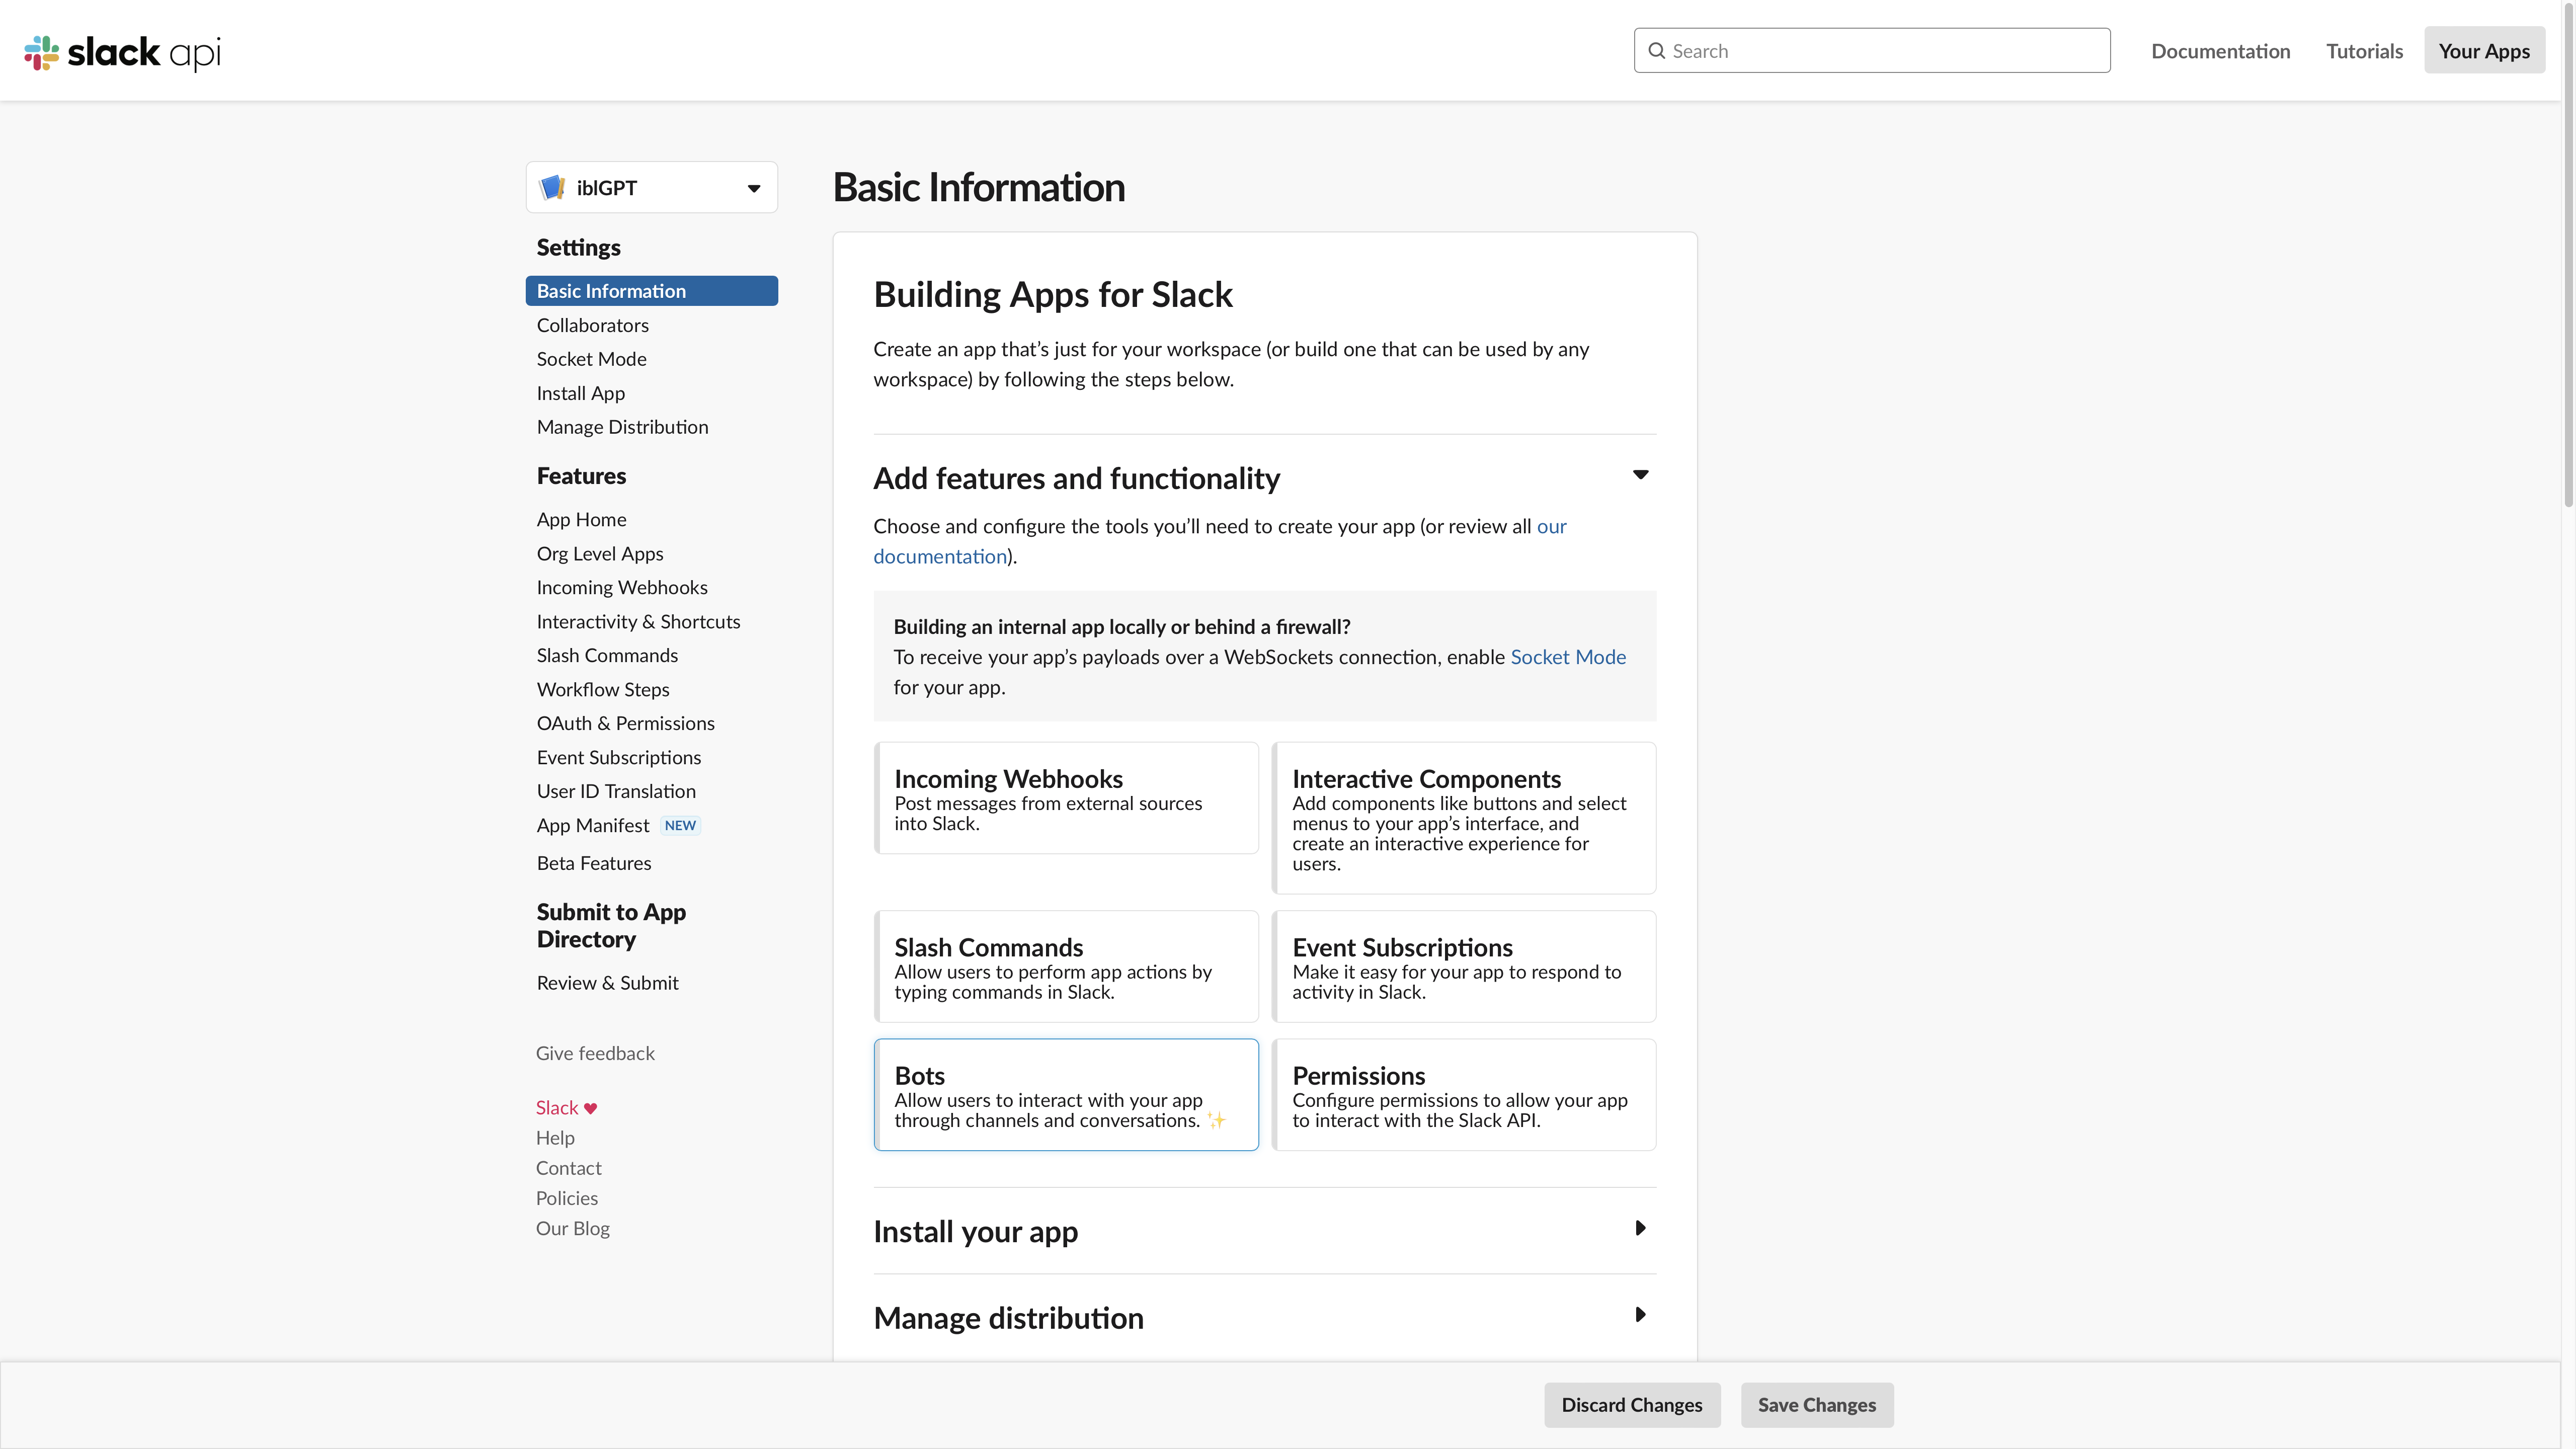 slack api
Search
Documentation
Tutorials
Your Apps
iblGPT
Settings
Basic Information
Collaborators
Socket Mode
Install App
Manage Distribution
Features
App Home
Org Level Apps
Incoming Webhooks
Interactivity & Shortcuts
Slash Commands
Workflow Steps
OAuth & Permissions
Event Subscriptions
User ID Translation
App Manifest NEW
Beta Features
Submit to App
Directory
Review & Submit
Give feedback
Slack ♥
Help
Contact
Policies
Our Blog
Basic Information
Building Apps for Slack
Create an app that’s just for your workspace (or build one that can be used by any
workspace) by following the steps below.
Add features and functionality
Choose and configure the tools you’ll need to create your app (or review all our
documentation).
Building an internal app locally or behind a firewall?
To receive your app’s payloads over a WebSockets connection, enable Socket Mode
for your app.
Incoming Webhooks
Post messages from external sources
into Slack.
Interactive Components
Add components like buttons and select
menus to your app’s interface, and
create an interactive experience for
users.
Slash Commands
Allow users to perform app actions by
typing commands in Slack.
Event Subscriptions
Make it easy for your app to respond to
activity in Slack.
Bots
Allow users to interact with your app
through channels and conversations. ✨
Permissions
Configure permissions to allow your app
to interact with the Slack API.
Install your app
Manage distribution
Discard Changes
Save Changes